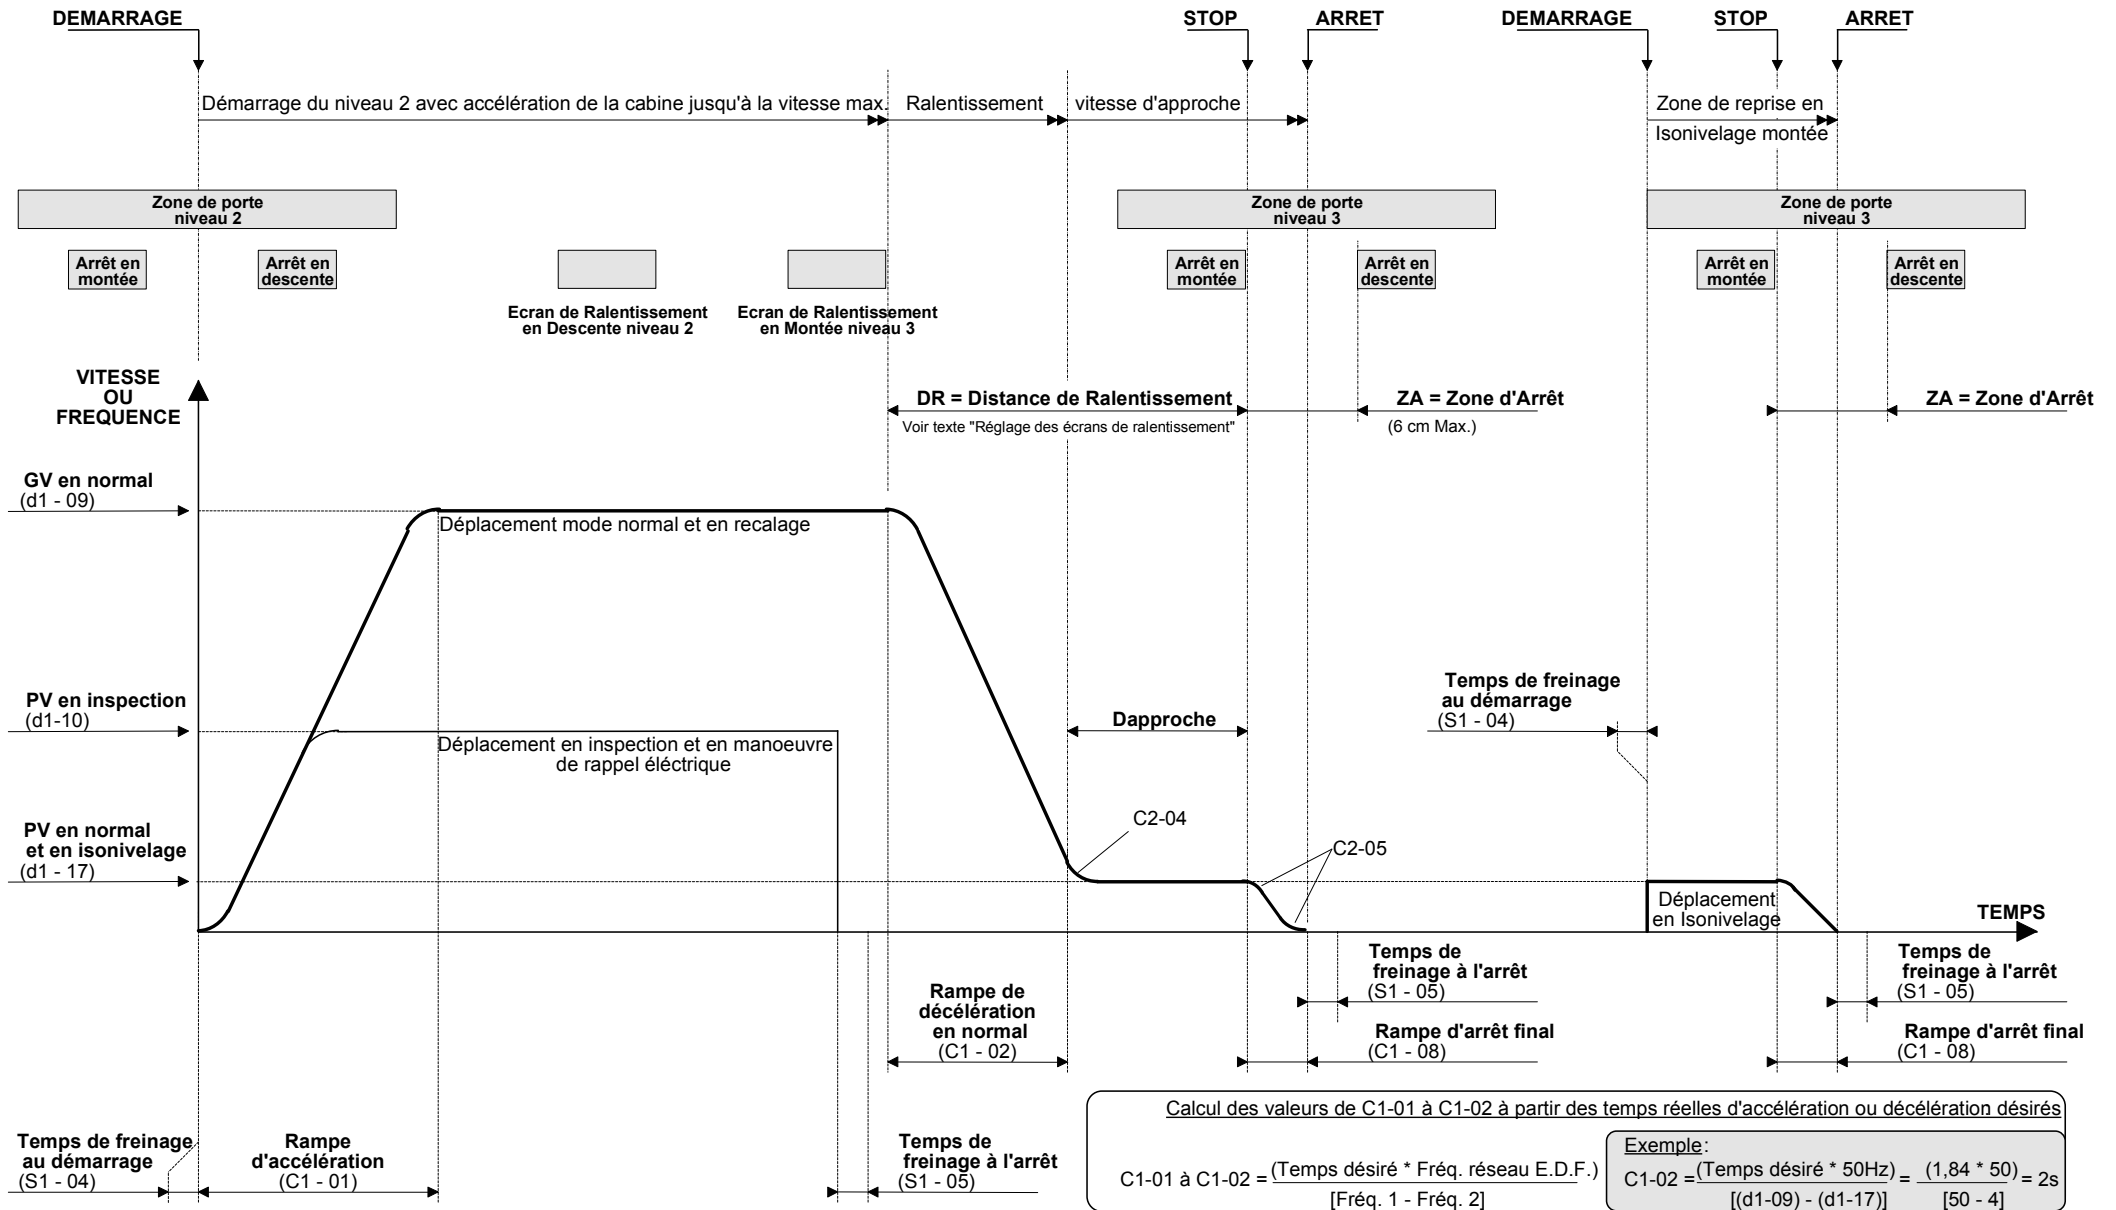 DEMARRAGE
STOP
ARRET
DEMARRAGE
STOP
ARRET
Démarrage du niveau 2 avec accélération de la cabine jusqu'à la vitesse max.
Ralentissement
vitesse d'approche
Zone de reprise en
Isonivelage montée
Zone de porte
niveau 2
Zone de porte
niveau 3
Zone de porte
niveau 3
Arrêt en
montée
Arrêt en
descente
Arrêt en
montée
Arrêt en
descente
Arrêt en
montée
Arrêt en
descente
Ecran de Ralentissement
en Descente niveau 2
Ecran de Ralentissement
en Montée niveau 3
VITESSE
OU
FREQUENCE
DR = Distance de Ralentissement
Voir texte "Réglage des écrans de ralentissement"
ZA = Zone d'Arrêt
(6 cm Max.)
ZA = Zone d'Arrêt
GV en normal
(d1 - 09)
Déplacement mode normal et en recalage
PV en inspection
(d1-10)
Déplacement en inspection et en manoeuvre
de rappel éléctrique
Dapproche
Temps de freinage
au démarrage
(S1 - 04)
PV en normal
et en isonivelage
(d1 - 17)
C2-04
C2-05
Déplacement
en Isonivelage
TEMPS
Temps de
freinage à l'arrêt
(S1 - 05)
Temps de
freinage à l'arrêt
(S1 - 05)
Rampe de
décélération
en normal
(C1 - 02)
Rampe d'arrêt final
(C1 - 08)
Rampe d'arrêt final
(C1 - 08)
Temps de freinage
au démarrage
(S1 - 04)
Rampe
d'accélération
(C1 - 01)
Temps de
freinage à l'arrêt
(S1 - 05)
Calcul des valeurs de C1-01 à C1-02 à partir des temps réelles d'accélération ou décélération désirés
C1-01 à C1-02 = (Temps désiré * Fréq. réseau E.D.F.)
[Fréq. 1 - Fréq. 2]
Exemple:
C1-02 = (Temps désiré * 50Hz) = (1,84 * 50) = 2s
[(d1-09) - (d1-17)] [50 - 4]